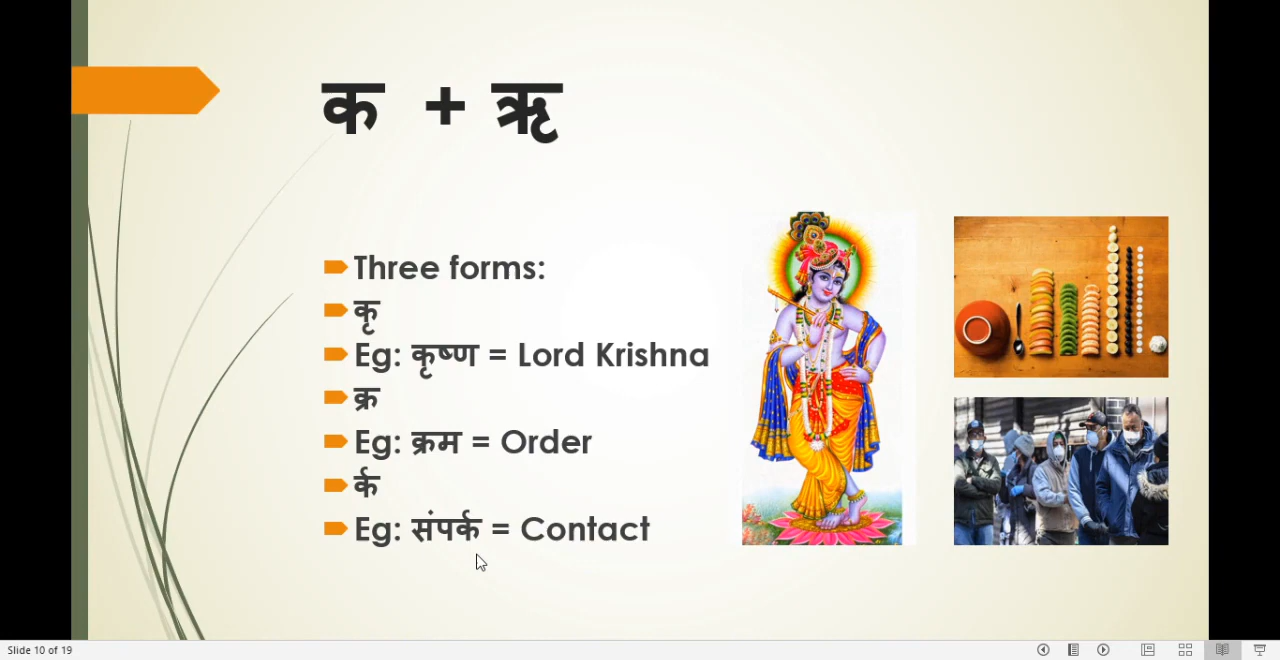 क + ऋ
Three forms:
कृ
Eg: कृष्ण = Lord Krishna
क्र
Eg: क्रम = Order
र्क
Eg: संपर्क = Contact
Slide 10 of 19